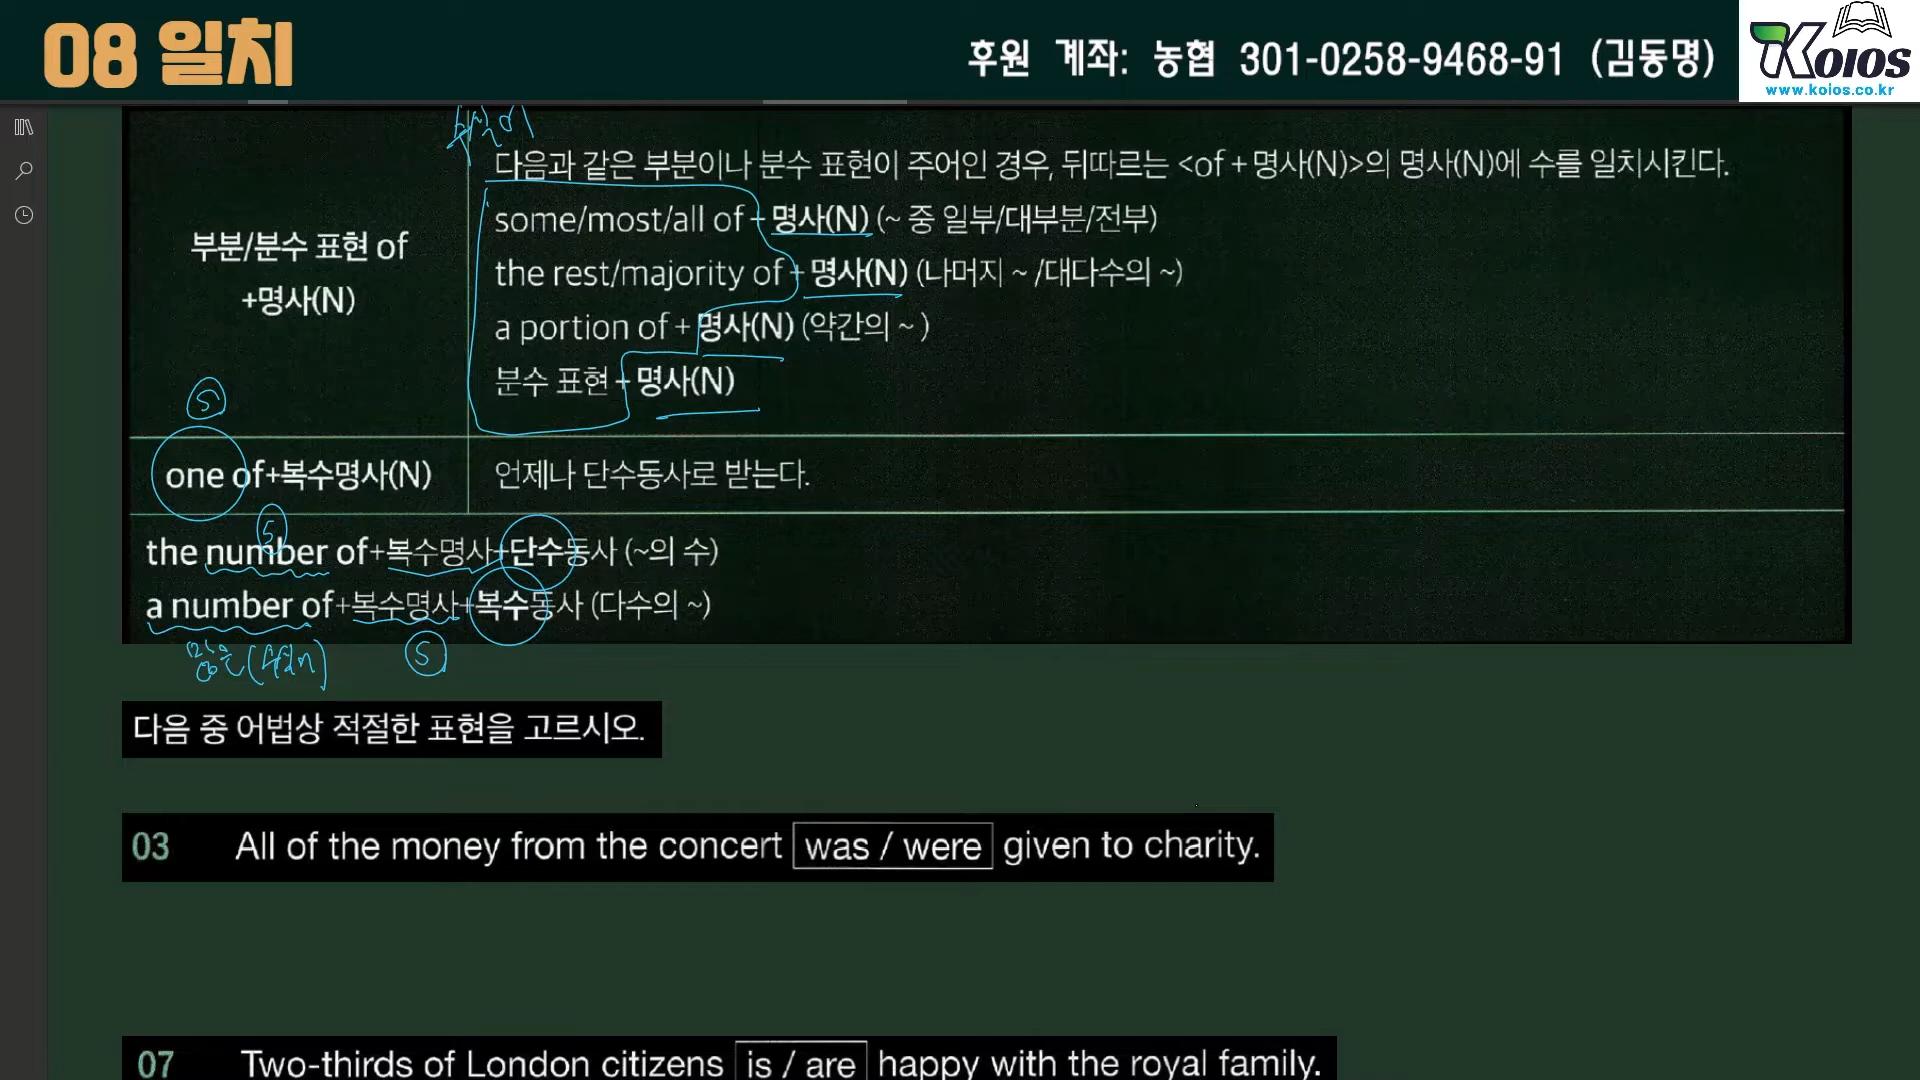 08 일치
후원 계좌: 농협 301-0258-9468-91 (김동명)
KOIOS
www.koios.co.kr
수식어
부분/분수 표현 of
+명사(N)
다음과 같은 부분이나 분수 표현이 주어인 경우, 뒤따르는 <of + 명사(N)>의 명사(N)에 수를 일치시킨다.
some/most/all of + 명사(N) (~ 중 일부/대부분/전부)
the rest/majority of + 명사(N) (나머지 ~ /대다수의 ~)
a portion of + 명사(N) (약간의 ~ )
분수 표현 + 명사(N)
S
one of+복수명사(N)
언제나 단수동사로 받는다.
S
the number of+복수명사+단수동사 (~의 수)
a number of+복수명사+복수동사 (다수의 ~)
많은 (수식어)
S
다음 중 어법상 적절한 표현을 고르시오.
03 All of the money from the concert was / were given to charity.
07 Two-thirds of London citizens is / are happy with the royal family.